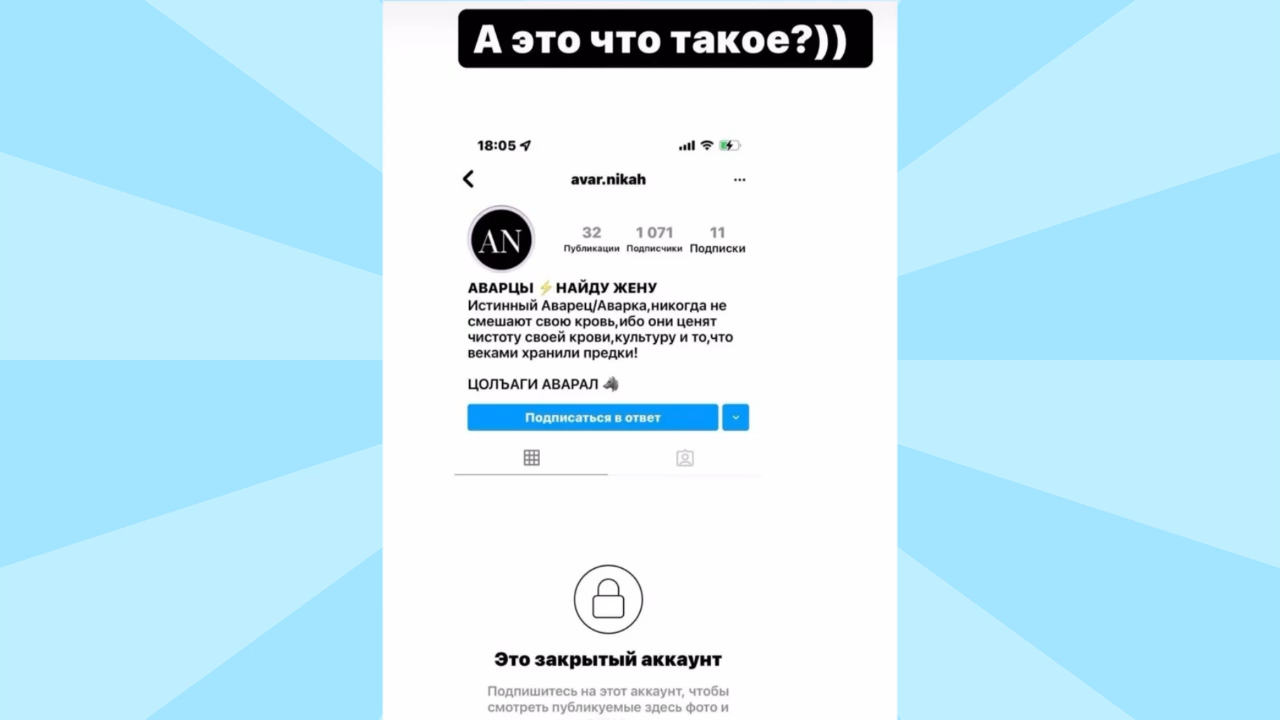 А это что такое?))
18:05
avar.nikah
AN
32 1 071 11
Публикации Подписчики Подписки
АВАРЦЫ ⚡НАЙДУ ЖЕНУ
Истинный Аварец/Аварка,никогда не
смешают свою кровь,ибо они ценят
чистоту своей крови,культуру и то,что
веками хранили предки!
ЦОЛЪАГИ АВАРАЛ 🐺
Подписаться в ответ
Это закрытый аккаунт
Подпишитесь на этот аккаунт, чтобы
смотреть публикуемые здесь фото и